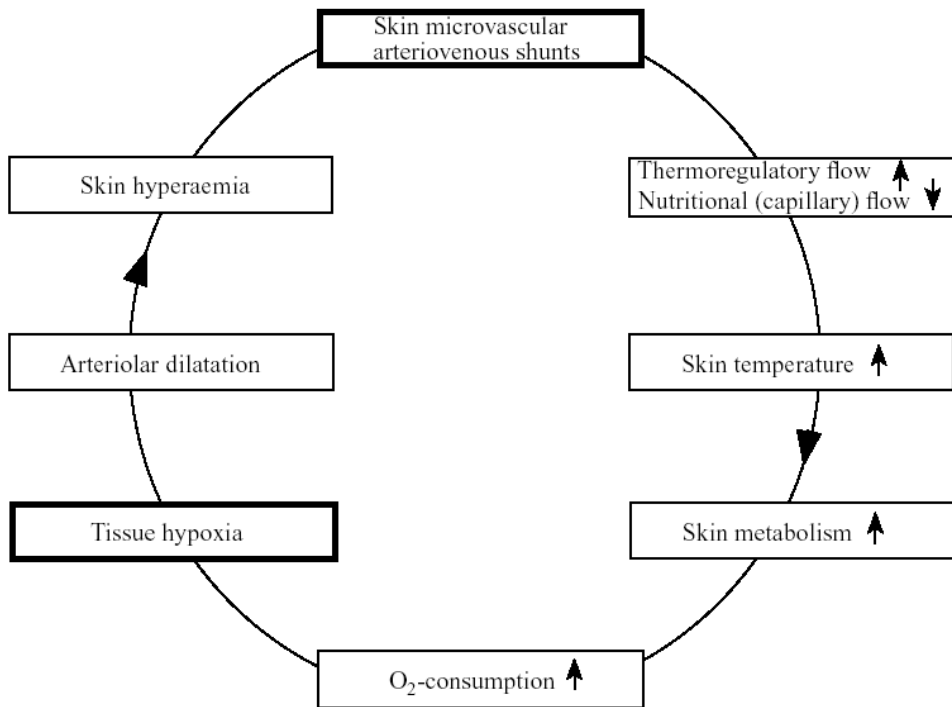 Skin microvascular
arteriovenous shunts
Thermoregulatory flow
Nutritional (capillary) flow
Skin temperature
Skin metabolism
O₂-consumption
Tissue hypoxia
Arteriolar dilatation
Skin hyperaemia